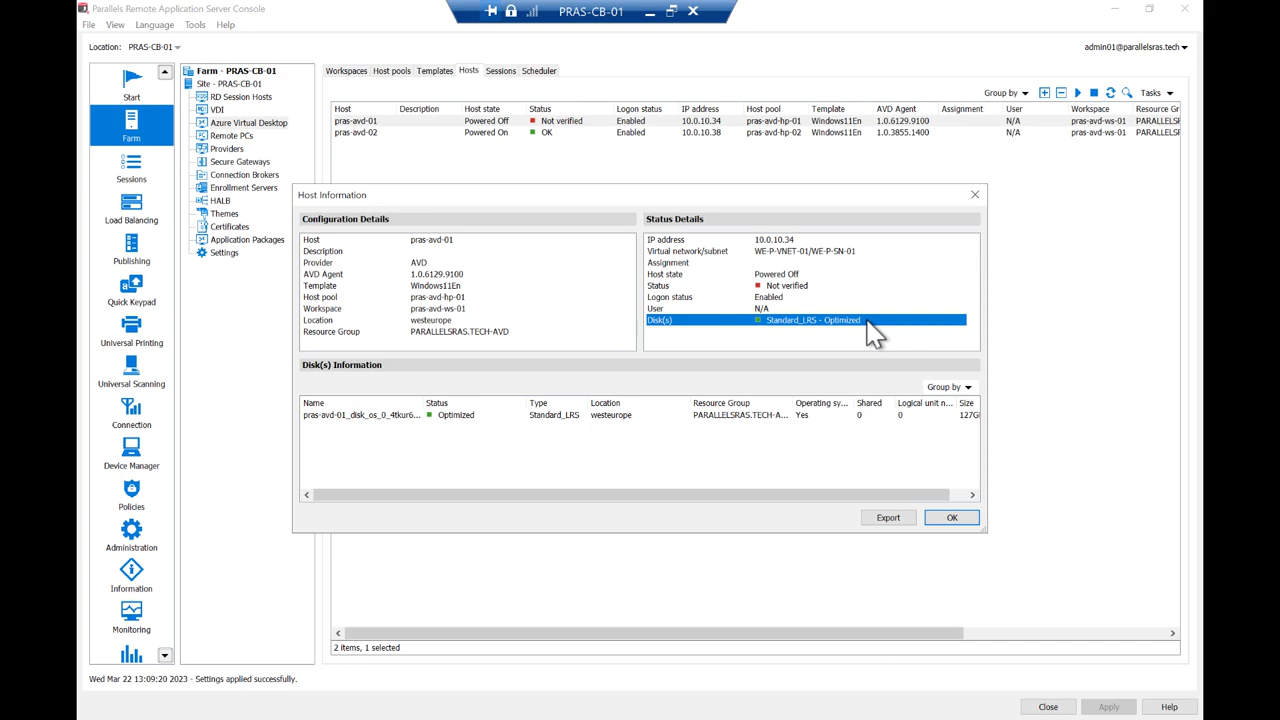 Parallels Remote Application Server Console
PRAS-CB-01
File View Language Tools Help
Location: PRAS-CB-01
admin01@parallelsras.tech
Start
Farm
Sessions
Load Balancing
Publishing
Quick Keypad
Universal Printing
Universal Scanning
Connection
Device Manager
Policies
Administration
Information
Monitoring
Farm - PRAS-CB-01
Site - PRAS-CB-01
RD Session Hosts
VDI
Azure Virtual Desktop
Remote PCs
Providers
Secure Gateways
Connection Brokers
Enrollment Servers
HALB
Themes
Certificates
Application Packages
Settings
Workspaces Host pools Templates Hosts Sessions Scheduler
Group by Tasks
Host Description Host state Status Logon status IP address Host pool Template AVD Agent Assignment User Workspace Resource Gr
pras-avd-01 Powered Off Not verified Enabled 10.0.10.34 pras-avd-hp-01 Windows11En 1.0.6129.9100 N/A pras-avd-ws-01 PARALLELSR
pras-avd-02 Powered On OK Enabled 10.0.10.38 pras-avd-hp-02 Windows11En 1.0.3855.1400 N/A pras-avd-ws-01 PARALLELSR
Host Information
Configuration Details
Host pras-avd-01
Description
Provider AVD
AVD Agent 1.0.6129.9100
Template Windows11En
Host pool pras-avd-hp-01
Workspace pras-avd-ws-01
Location westeurope
Resource Group PARALLELSRAS.TECH-AVD
Status Details
IP address 10.0.10.34
Virtual network/subnet WE-P-VNET-01/WE-P-SN-01
Assignment
Host state Powered Off
Status Not verified
Logon status Enabled
User N/A
Disk(s) Standard_LRS - Optimized
Disk(s) Information
Group by
Name Status Type Location Resource Group Operating sy... Shared Logical unit n... Size
pras-avd-01_disk_os_0_4tkur6... Optimized Standard_LRS westeurope PARALLELSRAS.TECH-A... Yes 0 0 127G
Export OK
2 Items, 1 selected
Wed Mar 22 13:09:20 2023 - Settings applied successfully.
Close Apply Help